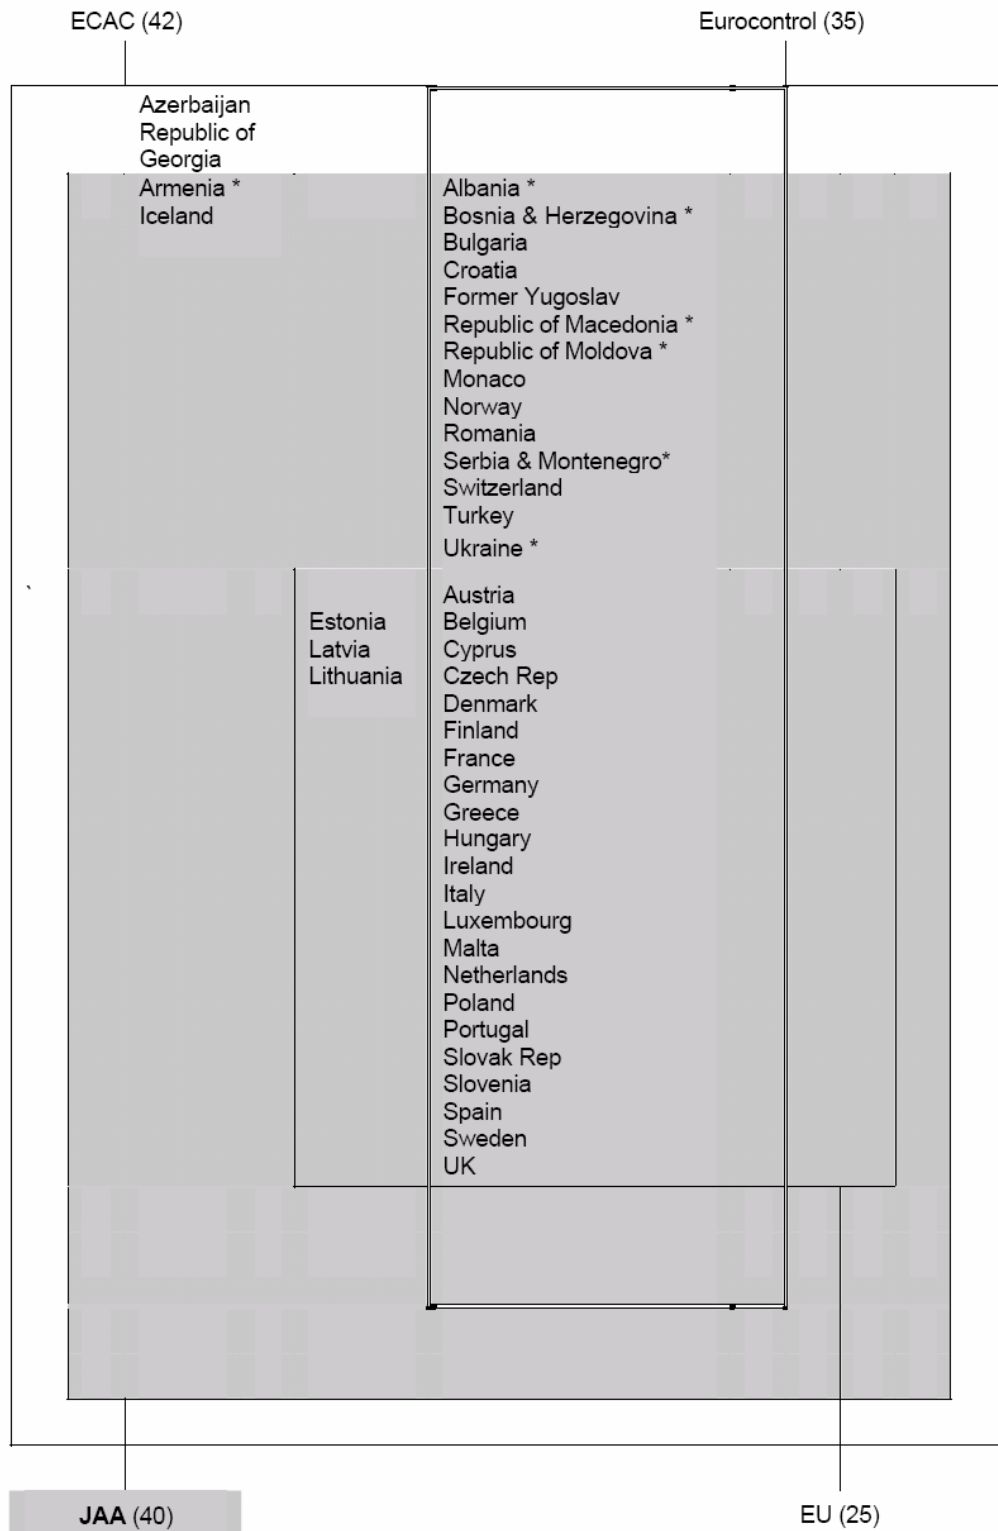 ECAC (42)
Eurocontrol (35)
Azerbaijan
Republic of
Georgia
Armenia *
Iceland
Albania *
Bosnia & Herzegovina *
Bulgaria
Croatia
Former Yugoslav
Republic of Macedonia *
Republic of Moldova *
Monaco
Norway
Romania
Serbia & Montenegro*
Switzerland
Turkey
Ukraine *
Estonia
Latvia
Lithuania
Austria
Belgium
Cyprus
Czech Rep
Denmark
Finland
France
Germany
Greece
Hungary
Ireland
Italy
Luxembourg
Malta
Netherlands
Poland
Portugal
Slovak Rep
Slovenia
Spain
Sweden
UK
JAA (40)
EU (25)